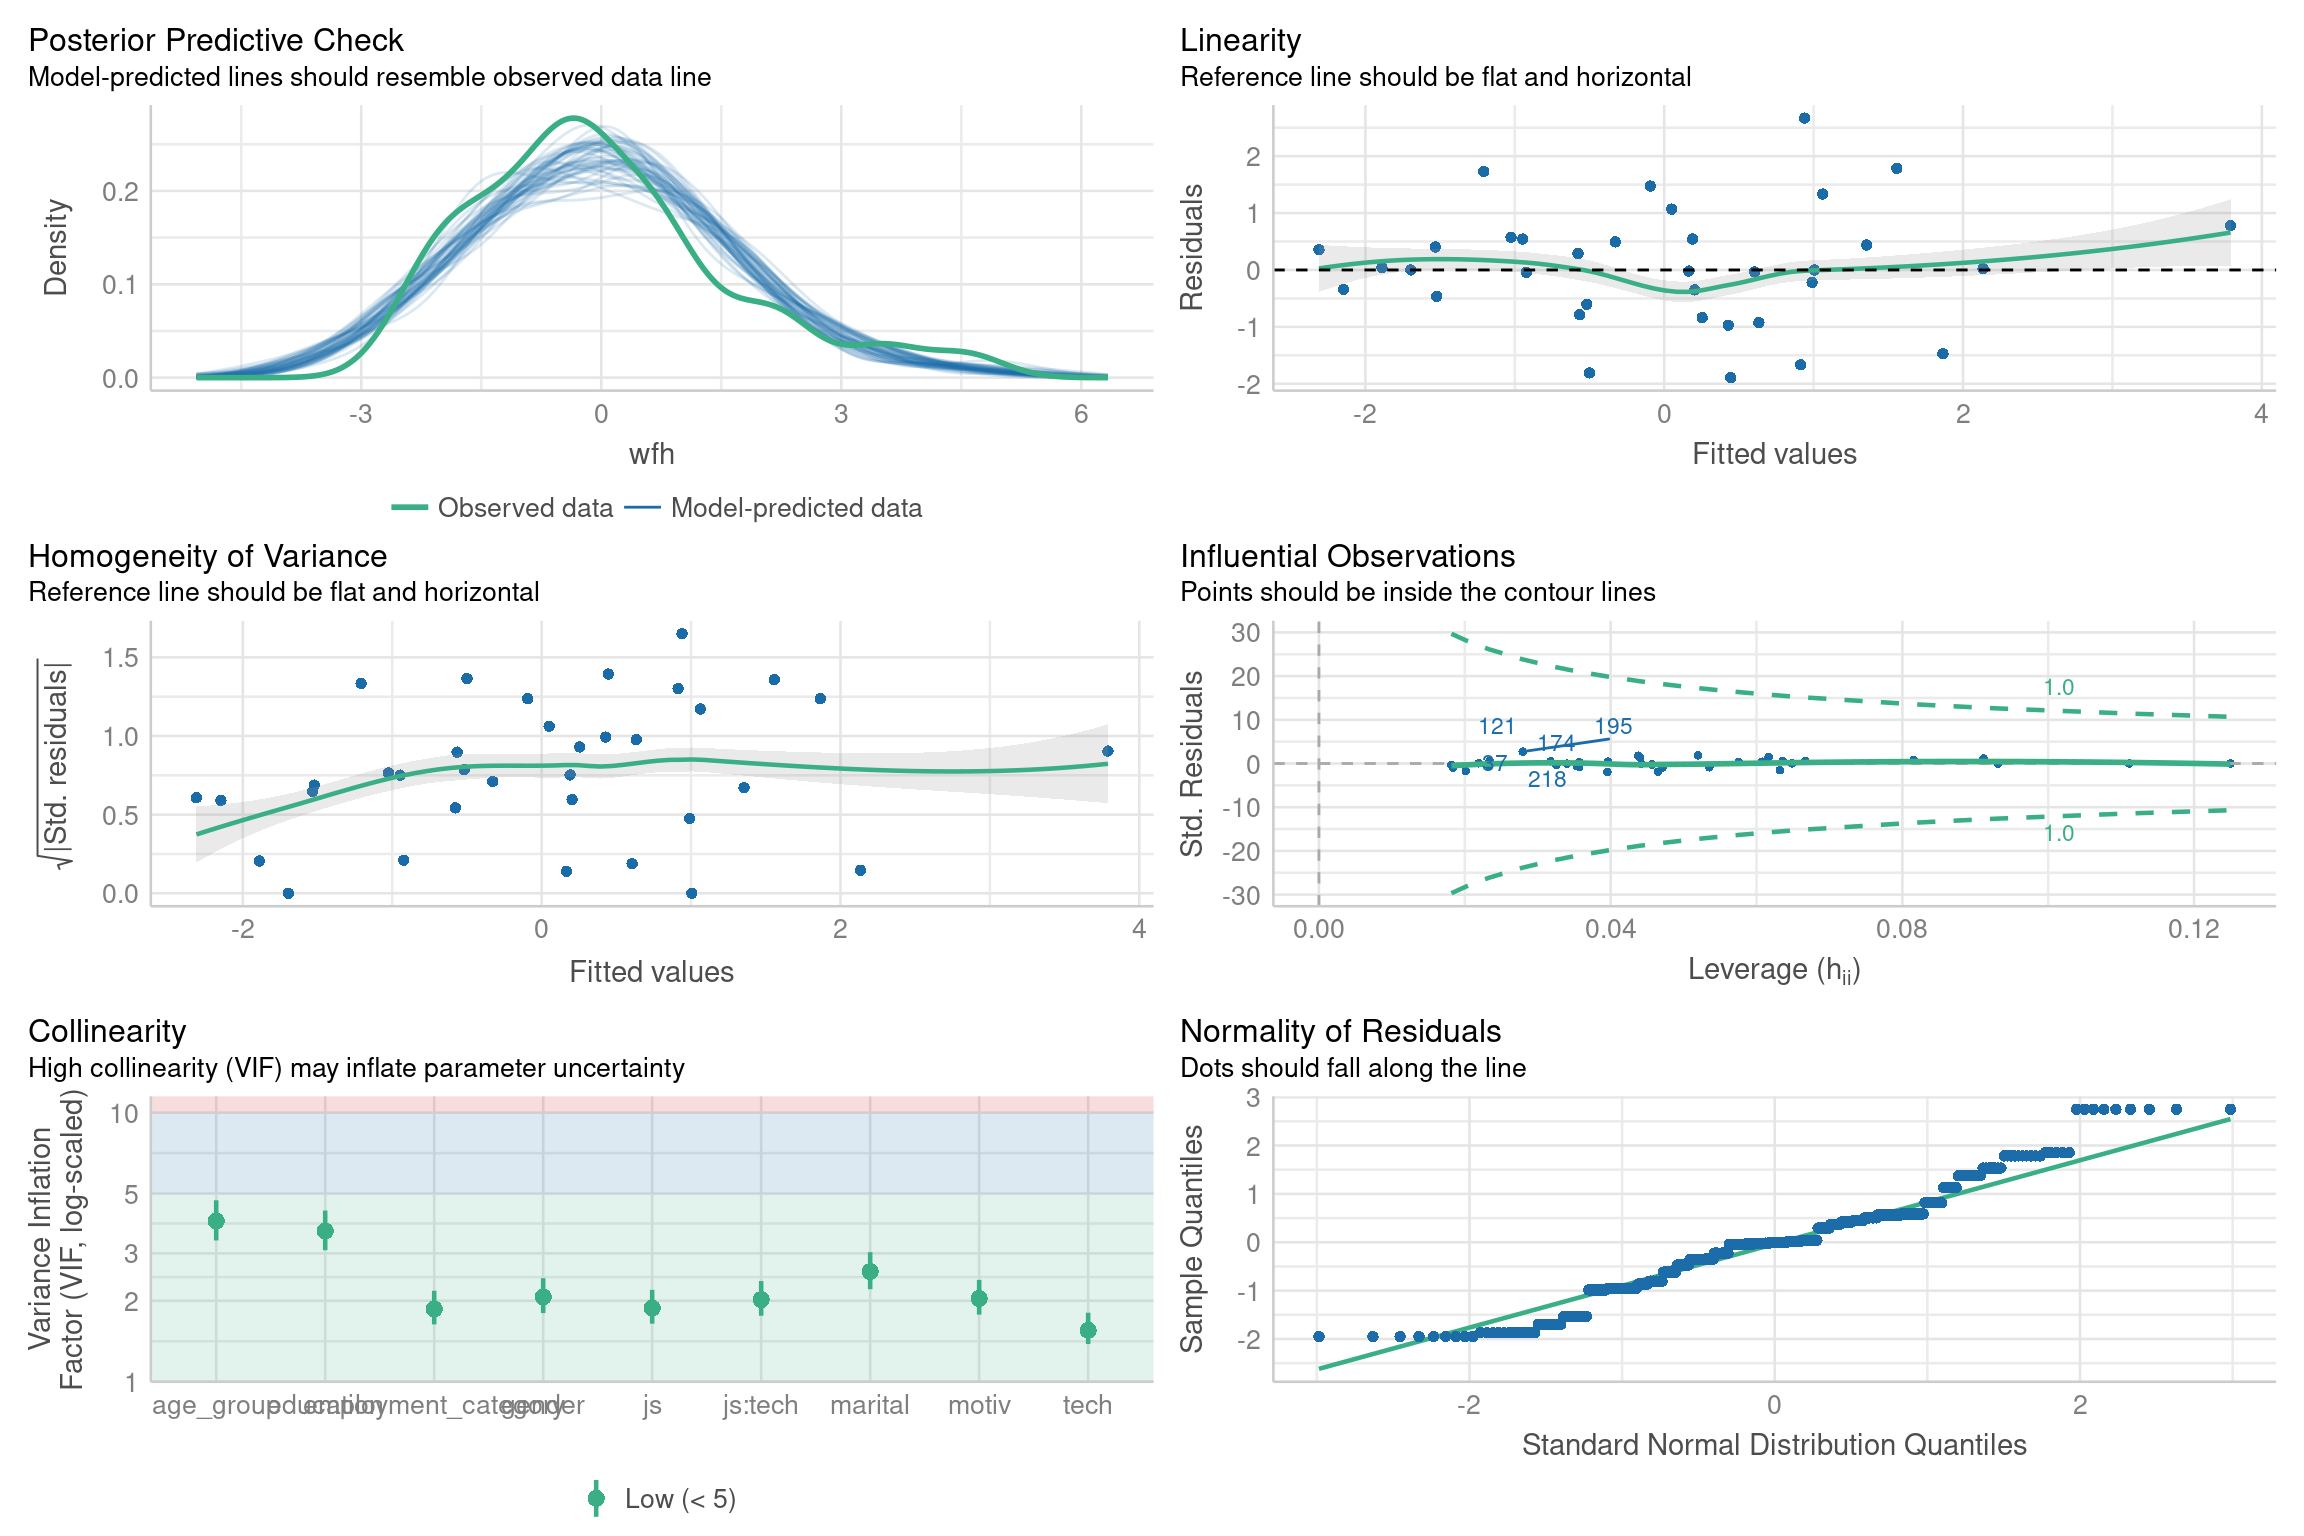 Posterior Predictive Check
Model-predicted lines should resemble observed data line
Density
0.2
0.1
0.0
-3 0 3 6
wfh
Observed data Model-predicted data
Linearity
Reference line should be flat and horizontal
Residuals
2
1
0
-1
-2
-2 0 2 4
Fitted values
Homogeneity of Variance
Reference line should be flat and horizontal
√|Std. residuals|
1.5
1.0
0.5
0.0
-2 0 2 4
Fitted values
Influential Observations
Points should be inside the contour lines
Std. Residuals
30
20
10
0
-10
-20
-30
1.0
121 195
174
218
1.0
0.00 0.04 0.08 0.12
Leverage (hii)
Collinearity
High collinearity (VIF) may inflate parameter uncertainty
Variance Inflation
Factor (VIF, log-scaled)
10
5
3
2
1
age_group education employment_category gender js js:tech marital motiv tech
Low (< 5)
Normality of Residuals
Dots should fall along the line
Sample Quantiles
3
2
1
0
-1
-2
-2 0 2
Standard Normal Distribution Quantiles